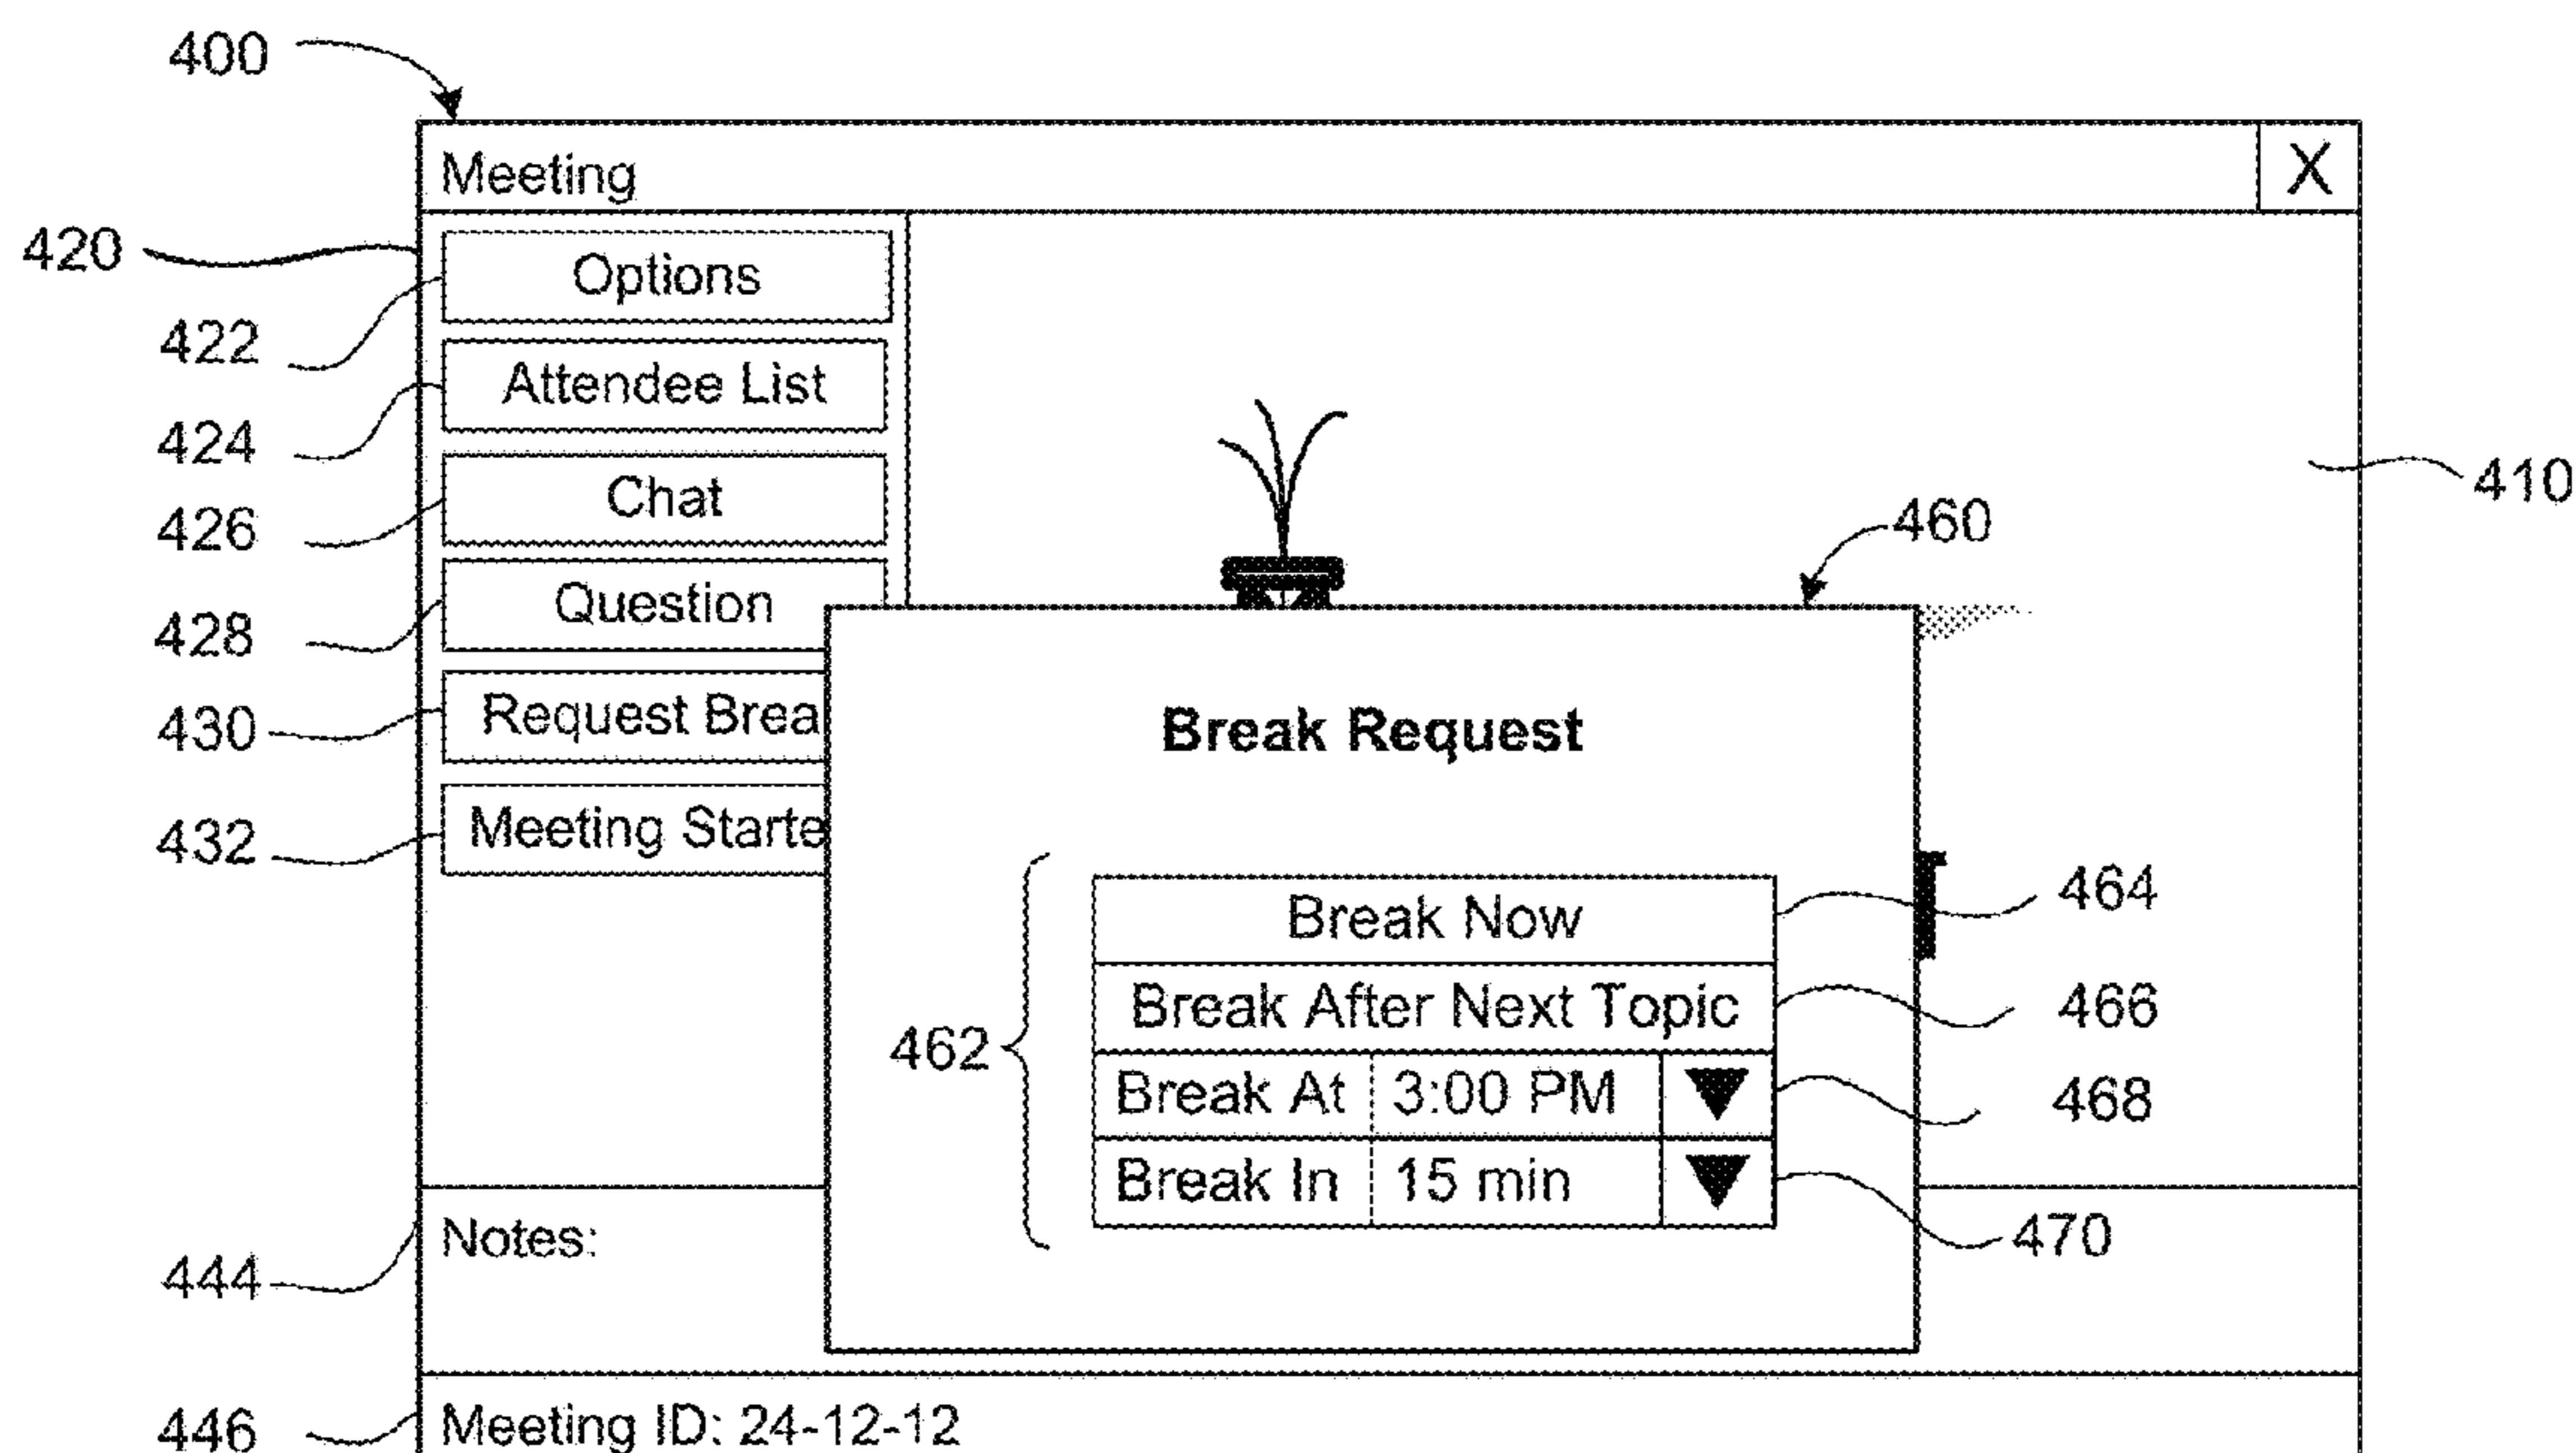 400
Meeting X
420
Options
422
Attendee List
424
Chat
426
410
460
Question
428
Request Brea
430
Break Request
Meeting Starte
432
Break Now
464
Break After Next Topic
466
462
Break At 3:00 PM
468
Break In 15 min
470
Notes:
444
Meeting ID: 24-12-12
446